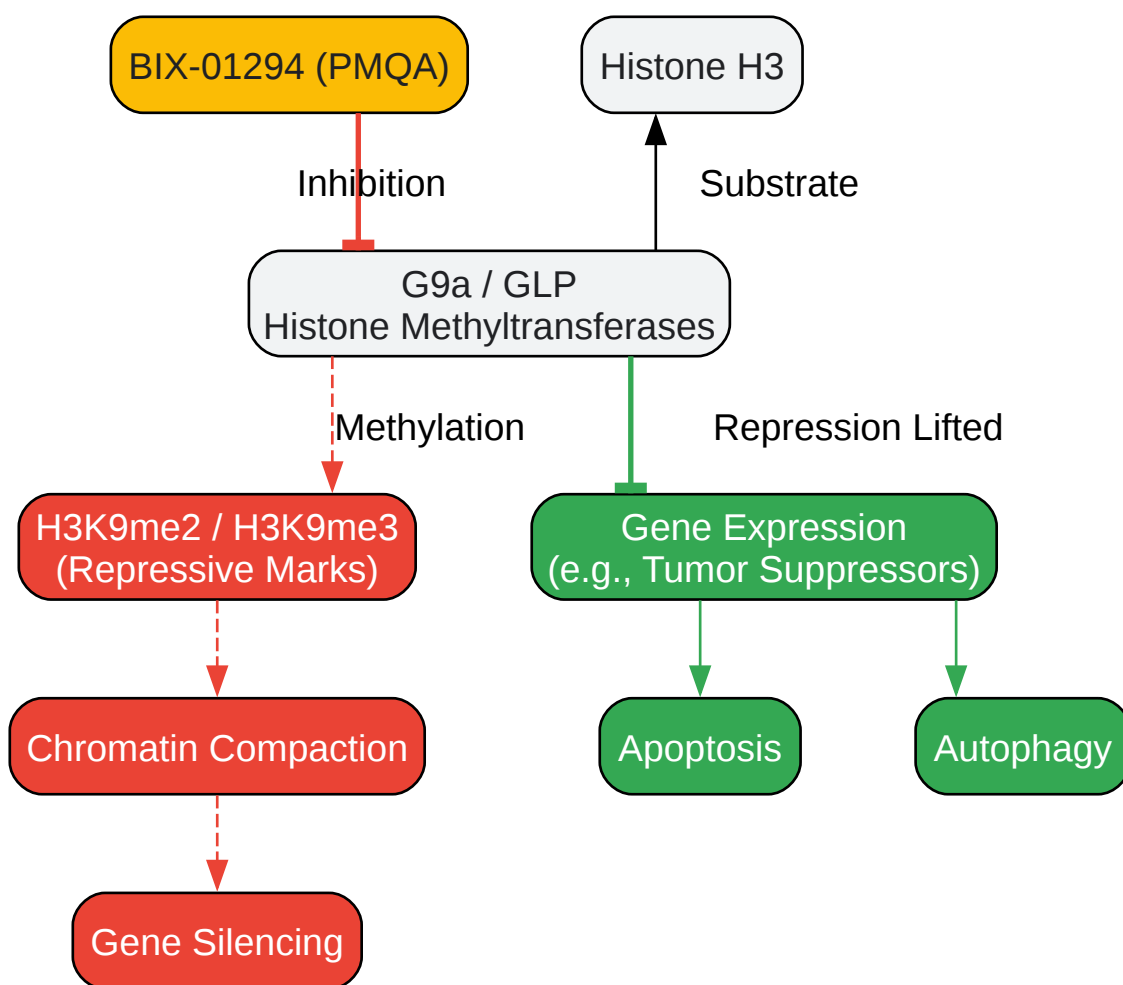 BIX-01294 (PMQA)
Histone H3
Inhibition
Substrate
G9a / GLP
Histone Methyltransferases
Methylation
Repression Lifted
H3K9me2 / H3K9me3
(Repressive Marks)
Gene Expression
(e.g., Tumor Suppressors)
Chromatin Compaction
Apoptosis
Autophagy
Gene Silencing